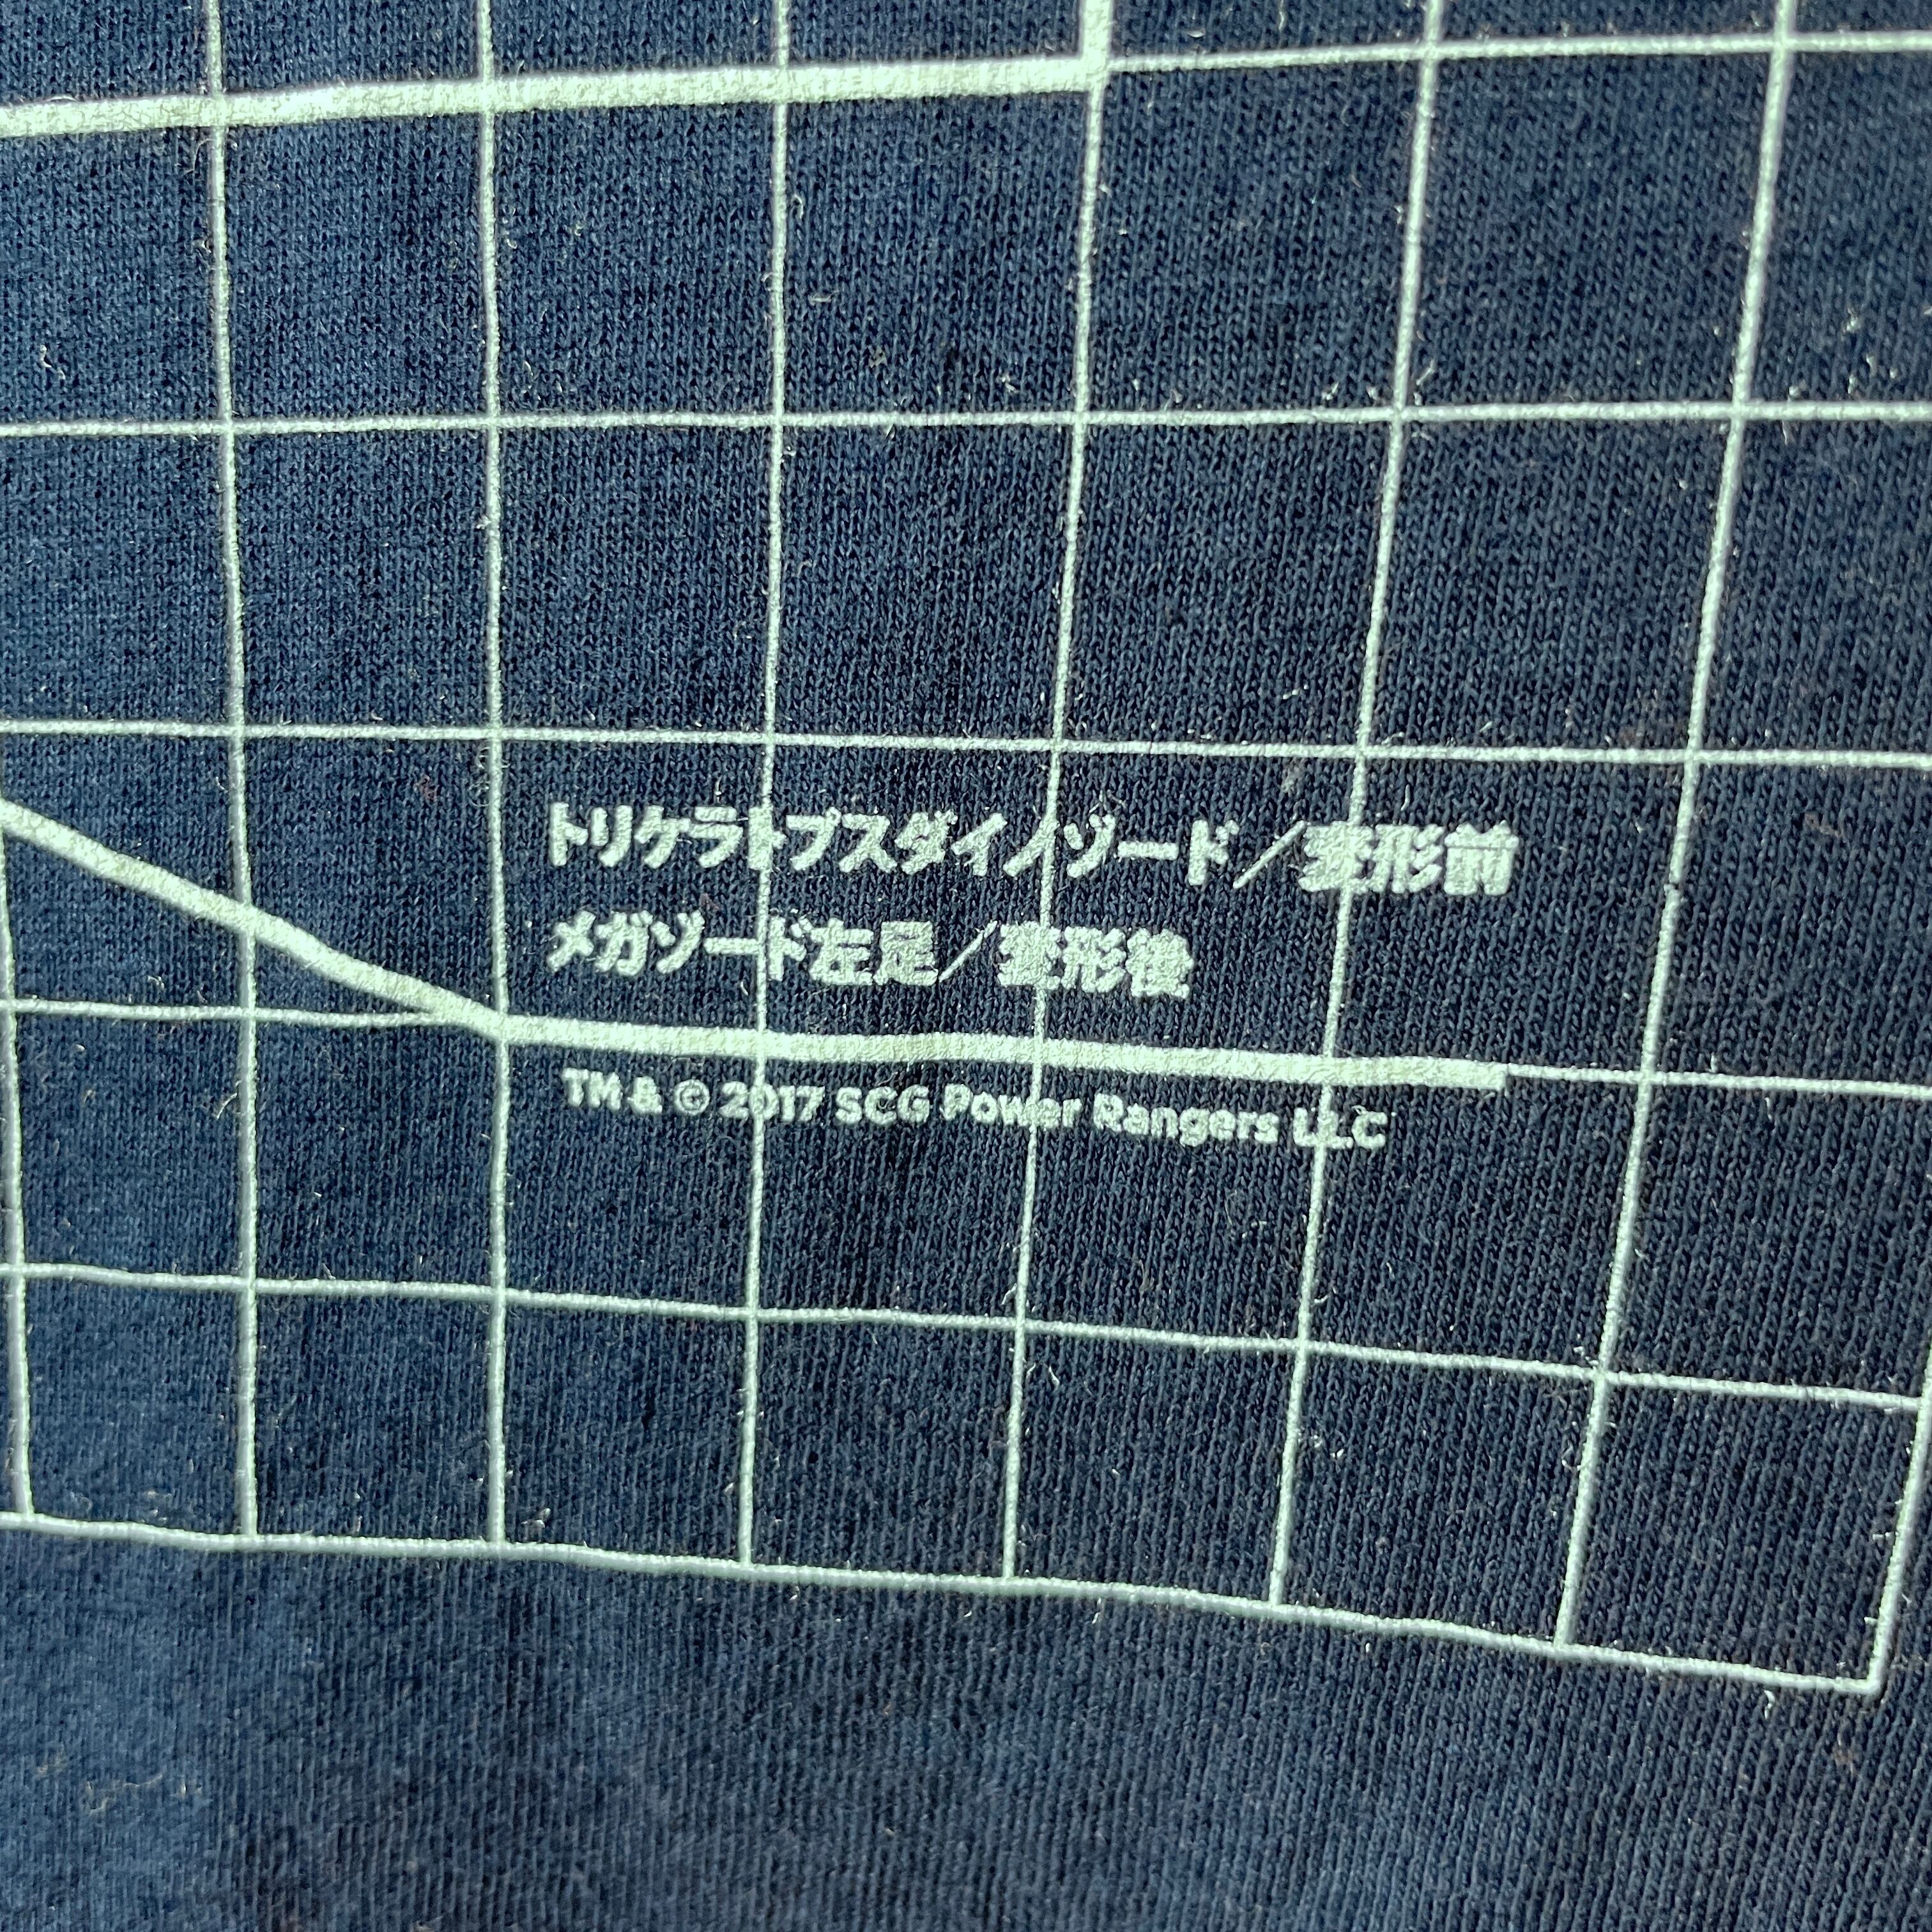 トリケラトプスダイノゾード／変形前
メガゾード左足／変形後
TM & © 2017 SCG Power Rangers LLC